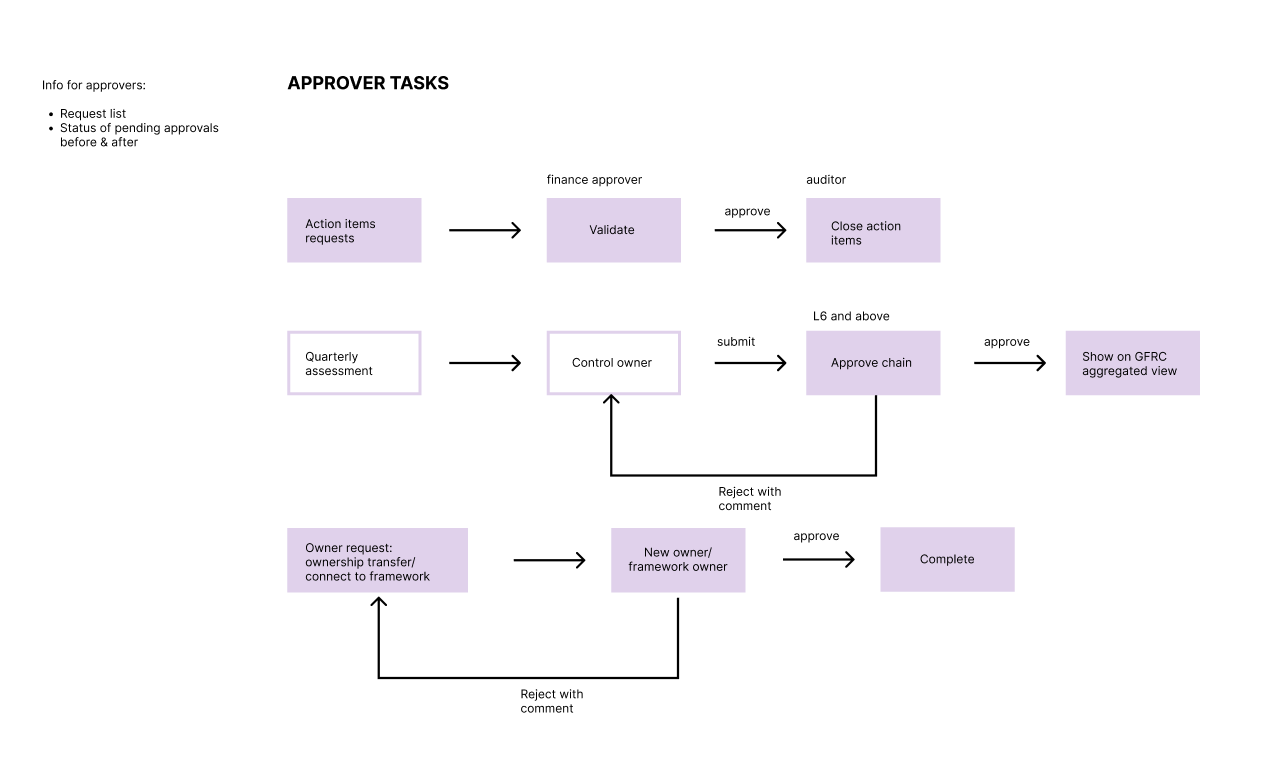 Info for approvers:
Request list
Status of pending approvals
before & after
APPROVER TASKS
finance approver
auditor
Action items
requests
Validate
approve
Close action
items
L6 and above
Quarterly
assessment
Control owner
submit
Approve chain
approve
Show on GFRC
aggregated view
Reject with
comment
Owner request:
ownership transfer/
connect to framework
New owner/
framework owner
approve
Complete
Reject with
comment